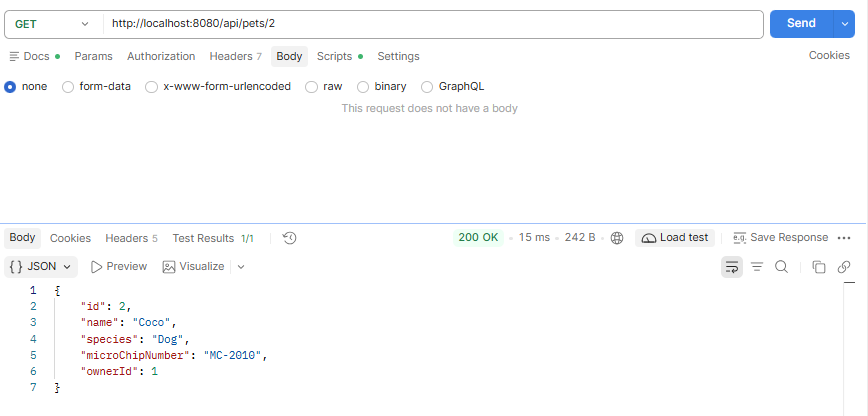 GET http://localhost:8080/api/pets/2 Send
Docs Params Authorization Headers 7 Body Scripts Settings Cookies
none form-data x-www-form-urlencoded raw binary GraphQL
This request does not have a body
Body Cookies Headers 5 Test Results 1/1 200 OK 15 ms 242 B Load test e.g. Save Response
{ } JSON Preview Visualize
1 {
2 "id": 2,
3 "name": "Coco",
4 "species": "Dog",
5 "microChipNumber": "MC-2010",
6 "ownerId": 1
7 }